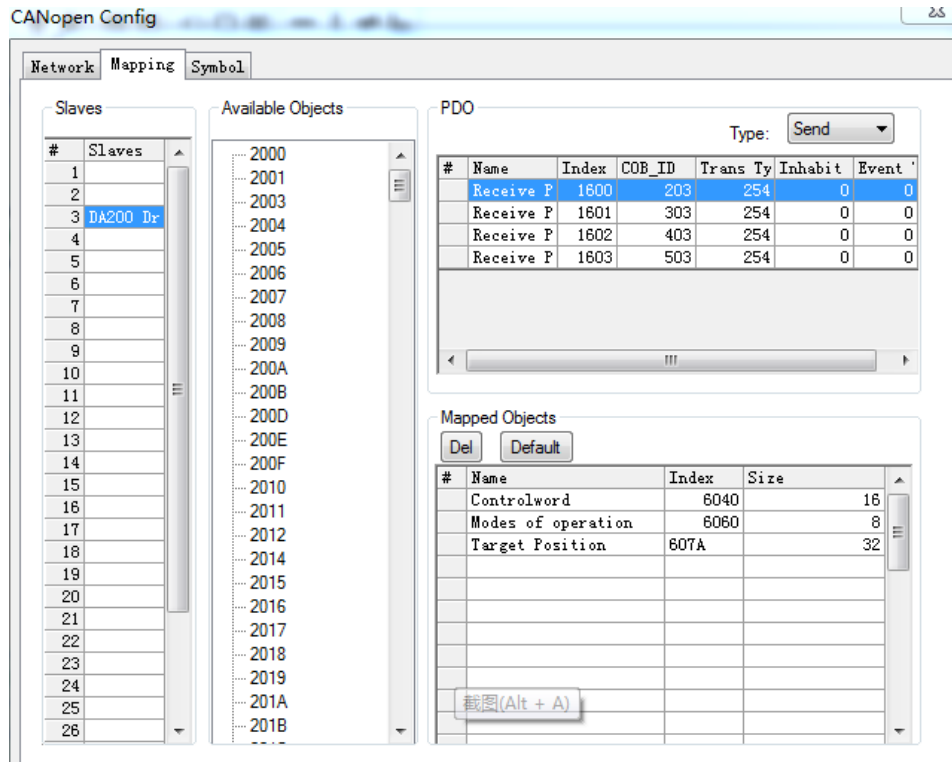 CANopen Config
Network Mapping Symbol
Slaves
# Slaves
1
2
3 DA200 Dr
4
5
6
7
8
9
10
11
12
13
14
15
16
17
18
19
20
21
22
23
24
25
26
Available Objects
2000
2001
2003
2004
2005
2006
2007
2008
2009
200A
200B
200D
200E
200F
2010
2011
2012
2014
2015
2016
2017
2018
2019
201A
201B
PDO
Type: Send
# Name Index COB_ID Trans Ty Inhabit Event '
Receive P 1600 203 254 0 0
Receive P 1601 303 254 0 0
Receive P 1602 403 254 0 0
Receive P 1603 503 254 0 0
Mapped Objects
Del Default
# Name Index Size
Controlword 6040 16
Modes of operation 6060 8
Target Position 607A 32
截图(Alt + A)